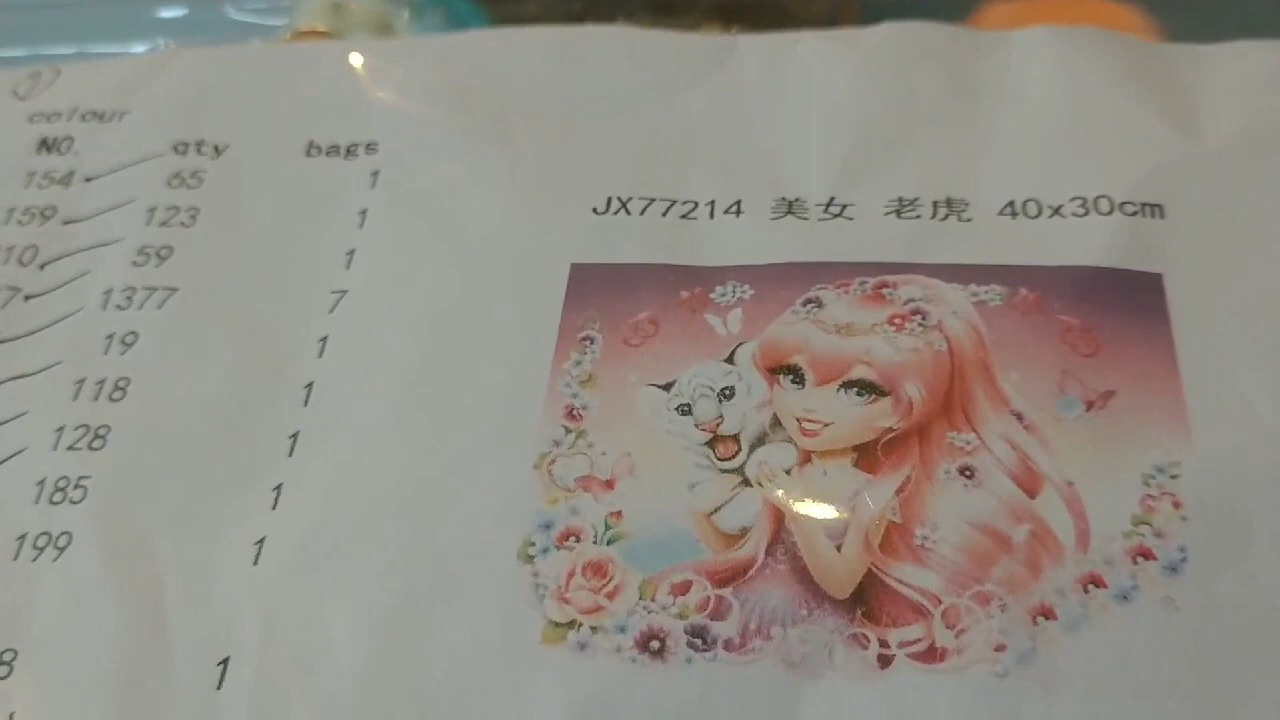 colour
NO. qty bags
154 65 1
159 123 1
10 59 1
7 1377 7
19 1
118 1
128 1
185 1
199 1
8 1
JX77214 美女 老虎 40x30cm